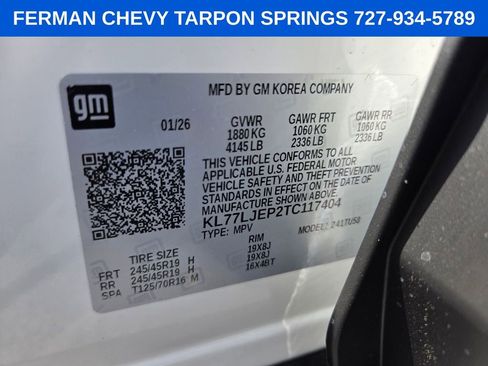 FERMAN CHEVY TARPON SPRINGS 727-934-5789
gm
MFD BY GM KOREA COMPANY
01/26 GVWR GAWR FRT GAWR RR
1880 KG 1060 KG 1060 KG
4145 LB 2336 LB 2336 LB
THIS VEHICLE CONFORMS TO ALL
APPLICABLE U.S. FEDERAL MOTOR
VEHICLE SAFETY AND THEFT
PREVENTION STANDARDS IN EFFECT
ON THE DATE OF MANUFACTURE
SHOWN ABOVE.
KL77LJEP2TC117404
TYPE: MPV MODEL: 241TU58
TIRE SIZE RIM
FRT 245/45R19 H 19X8J
RR 245/45R19 H 19X8J
SPA T125/70R16 M 16X4BT